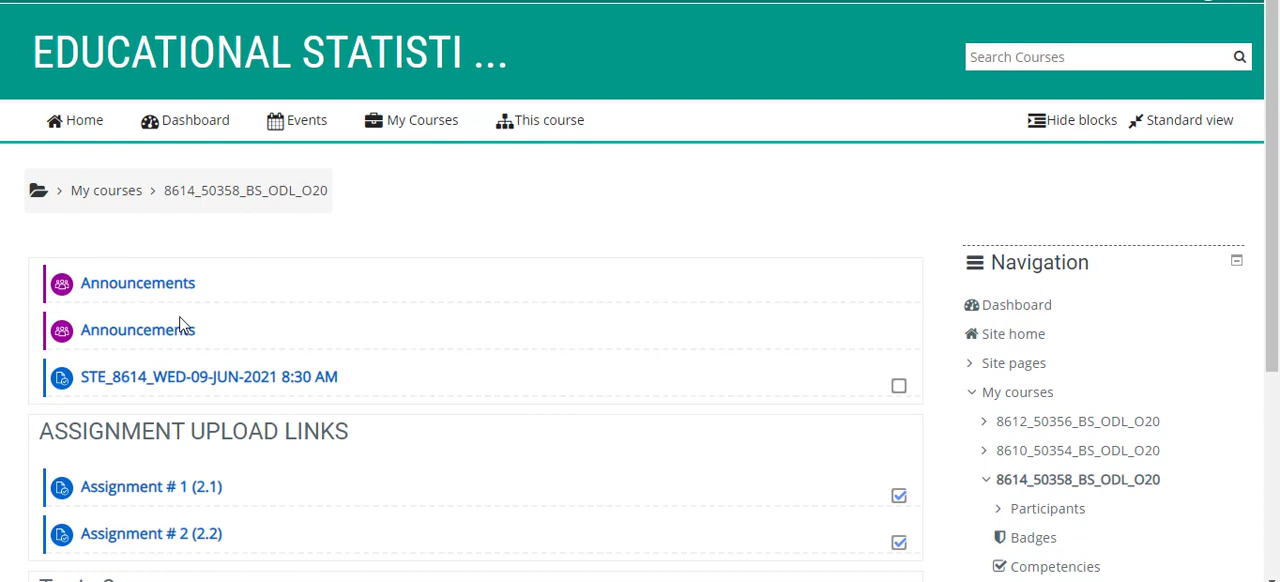 EDUCATIONAL STATISTI ...
Search Courses
Home Dashboard Events My Courses This course Hide blocks Standard view
My courses > 8614_50358_BS_ODL_O20
Announcements
Announcements
STE_8614_WED-09-JUN-2021 8:30 AM
ASSIGNMENT UPLOAD LINKS
Assignment # 1 (2.1)
Assignment # 2 (2.2)
Navigation
Dashboard
Site home
Site pages
My courses
8612_50356_BS_ODL_O20
8610_50354_BS_ODL_O20
8614_50358_BS_ODL_O20
Participants
Badges
Competencies